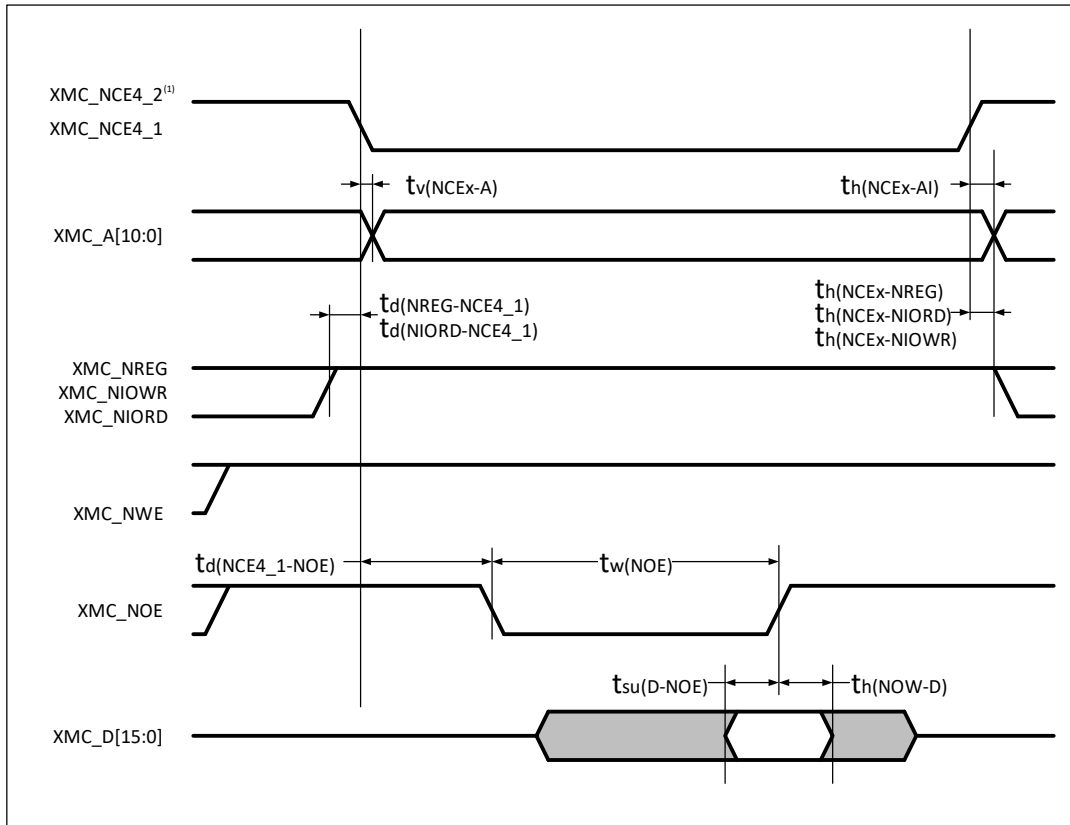 XMC_NCE4_2(1)
XMC_NCE4_1
tv(NCEx-A)
th(NCEx-AI)
XMC_A[10:0]
td(NREG-NCE4_1)
td(NIORD-NCE4_1)
th(NCEx-NREG)
th(NCEx-NIORD)
th(NCEx-NIOWR)
XMC_NREG
XMC_NIOWR
XMC_NIORD
XMC_NWE
td(NCE4_1-NOE)
tw(NOE)
XMC_NOE
tsu(D-NOE)
th(NOW-D)
XMC_D[15:0]